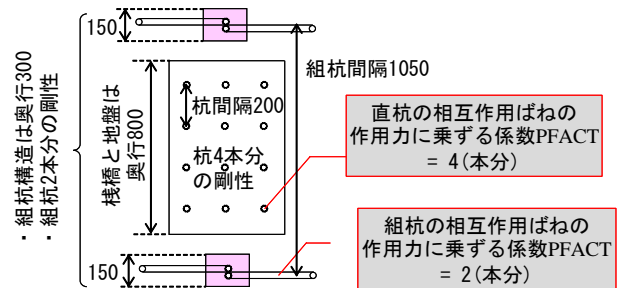 ・組杭構造は奥行300
・組杭2本分の剛性
150
組杭間隔1050
桟橋と地盤は
奥行800
杭間隔200
杭4本分
の剛性
直杭の相互作用ばねの
作用力に乗ずる係数PFACT
= 4(本分)
組杭の相互作用ばねの
作用力に乗ずる係数PFACT
= 2(本分)
150